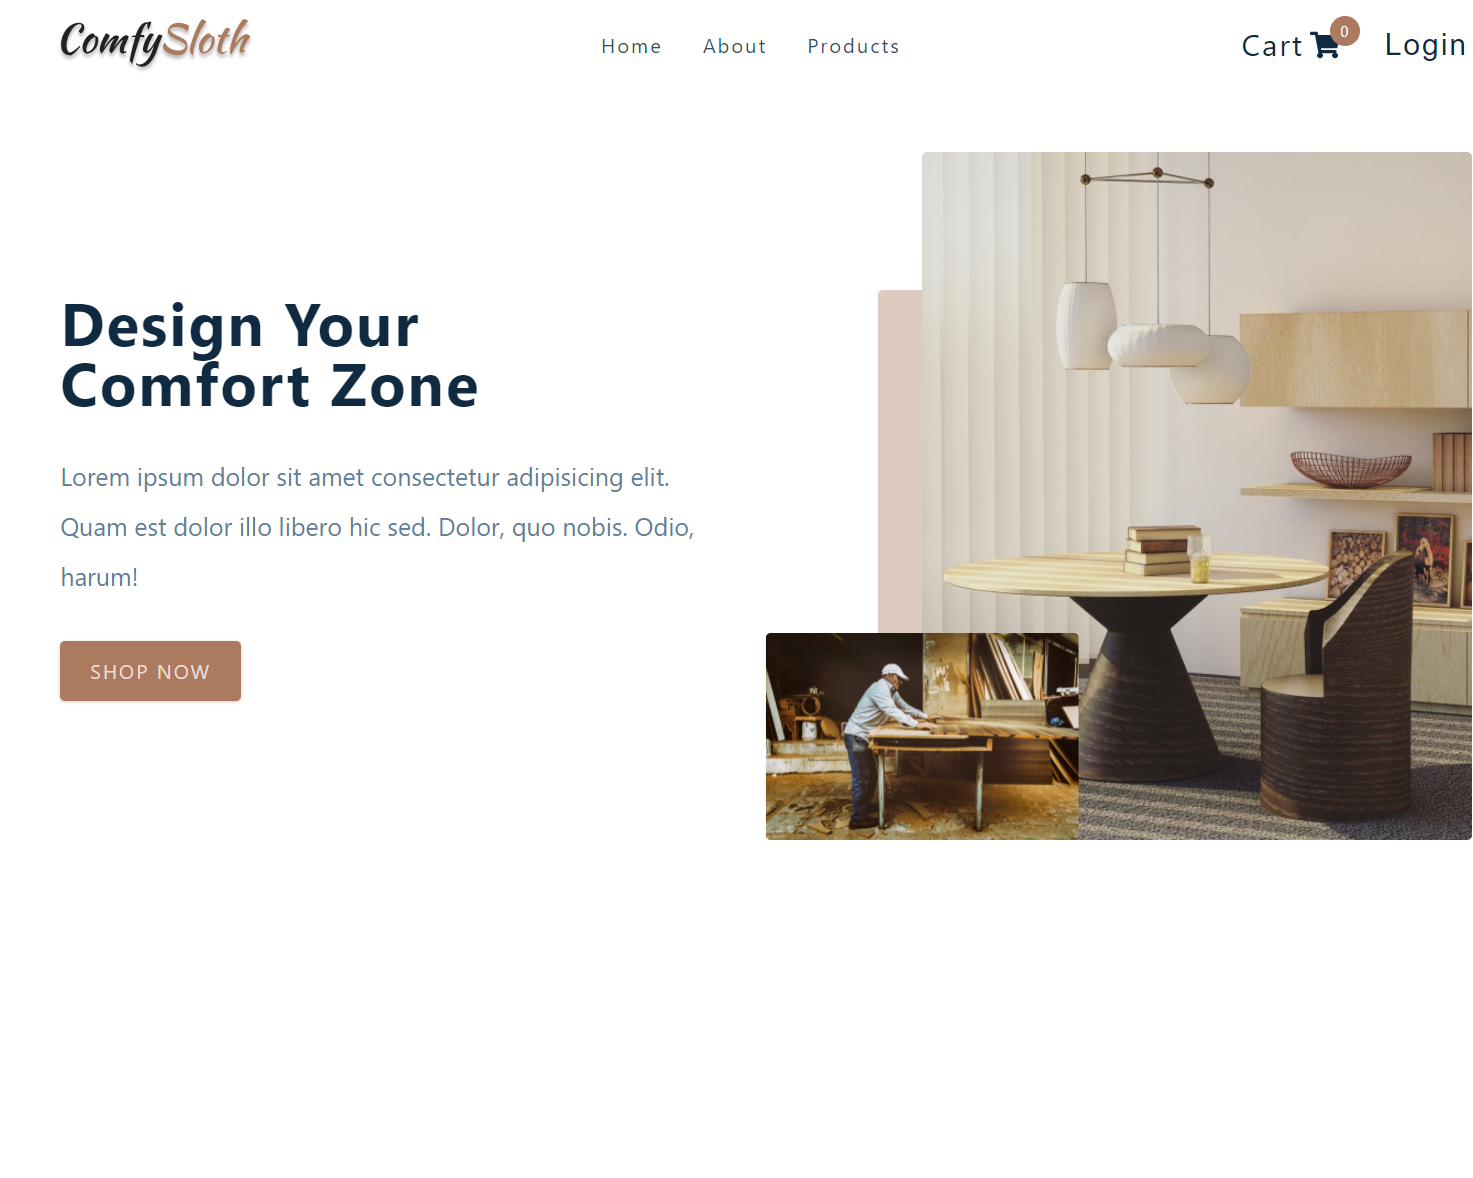 ComfySloth
Home About Products
Cart 0 Login
Design Your
Comfort Zone
Lorem ipsum dolor sit amet consectetur adipisicing elit.
Quam est dolor illo libero hic sed. Dolor, quo nobis. Odio,
harum!
SHOP NOW